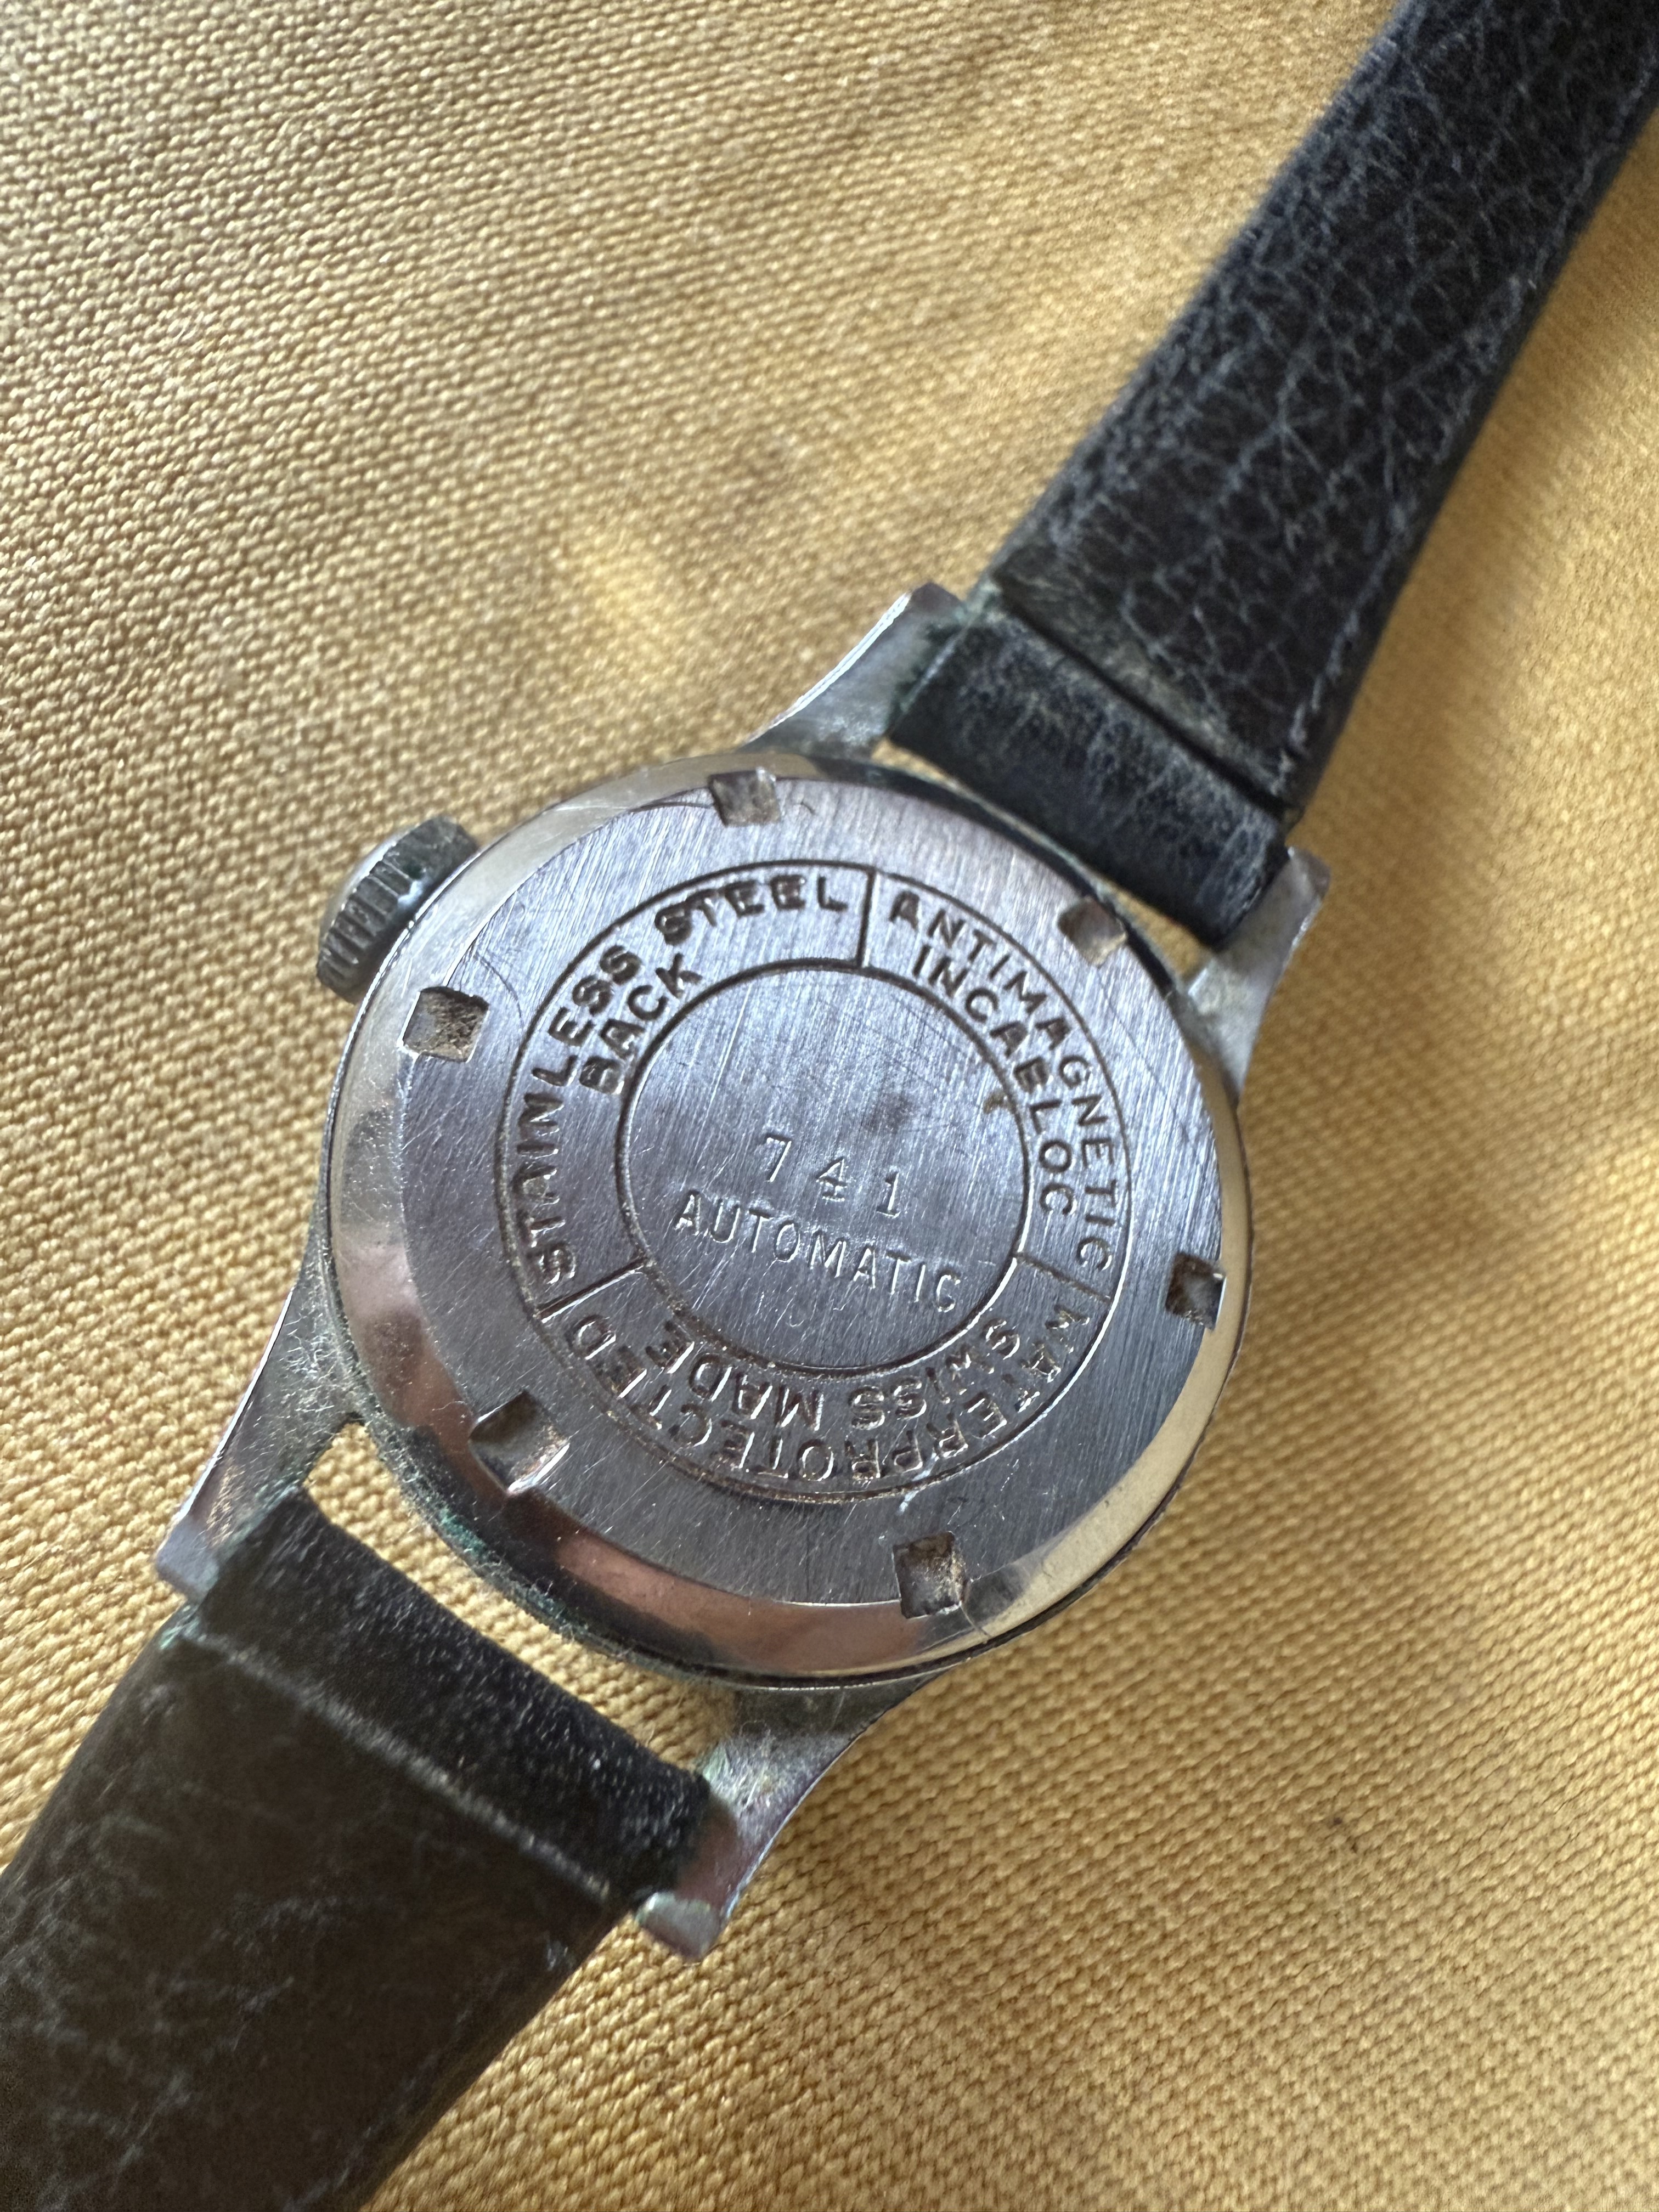 STAINLESS STEEL
BACK
ANTIMAGNETIC
INCABLOC
WATERPROTECTED
SWISS MADE
741
AUTOMATIC